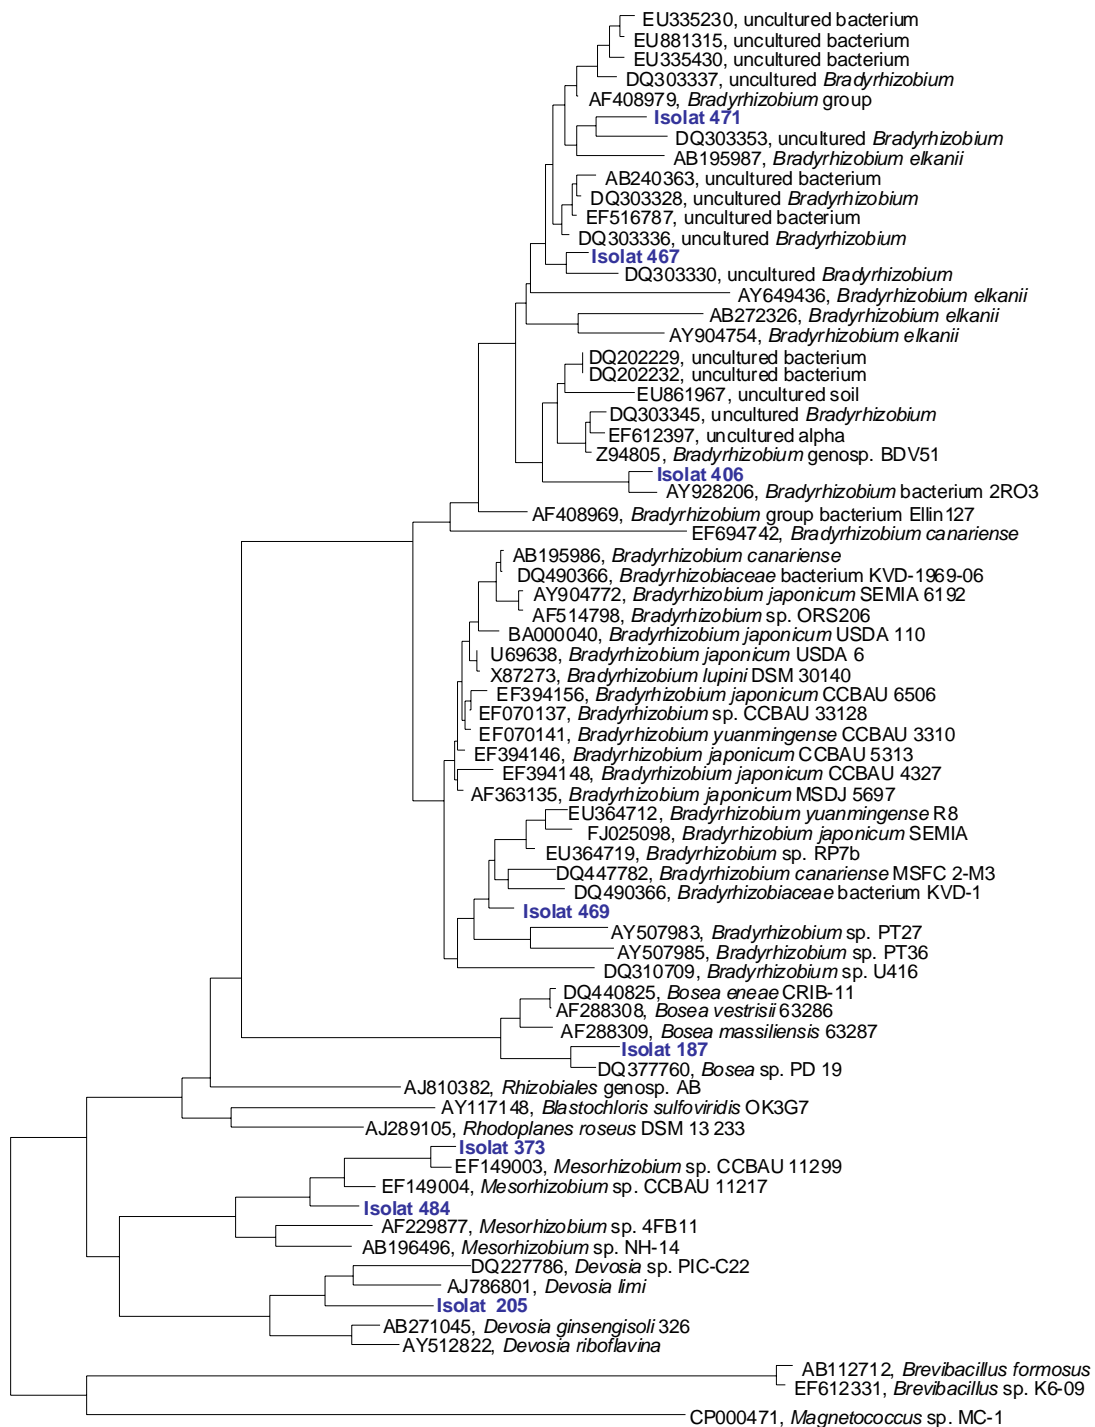 EU335230, uncultured bacterium
EU881315, uncultured bacterium
EU335430, uncultured bacterium
DQ303337, uncultured Bradyrhizobium
AF408979, Bradyrhizobium group
Isolat 471
DQ303353, uncultured Bradyrhizobium
AB195987, Bradyrhizobium elkanii
AB240363, uncultured bacterium
DQ303328, uncultured Bradyrhizobium
EF516787, uncultured bacterium
DQ303336, uncultured Bradyrhizobium
Isolat 467
DQ303330, uncultured Bradyrhizobium
AY649436, Bradyrhizobium elkanii
AB272326, Bradyrhizobium elkanii
AY904754, Bradyrhizobium elkanii
DQ202229, uncultured bacterium
DQ202232, uncultured bacterium
EU861967, uncultured soil
DQ303345, uncultured Bradyrhizobium
EF612397, uncultured alpha
Z94805, Bradyrhizobium genosp. BDV51
Isolat 406
AY928206, Bradyrhizobium bacterium 2RO3
AF408969, Bradyrhizobium group bacterium Ellin127
EF694742, Bradyrhizobium canariense
AB195986, Bradyrhizobium canariense
DQ490366, Bradyrhizobiaceae bacterium KVD-1969-06
AY904772, Bradyrhizobium japonicum SEMIA 6192
AF514798, Bradyrhizobium sp. ORS206
BA000040, Bradyrhizobium japonicum USDA 110
U69638, Bradyrhizobium japonicum USDA 6
X87273, Bradyrhizobium lupini DSM 30140
EF394156, Bradyrhizobium japonicum CCBAU 6506
EF070137, Bradyrhizobium sp. CCBAU 33128
EF070141, Bradyrhizobium yuanmingense CCBAU 3310
EF394146, Bradyrhizobium japonicum CCBAU 5313
EF394148, Bradyrhizobium japonicum CCBAU 4327
AF363135, Bradyrhizobium japonicum MSDJ 5697
EU364712, Bradyrhizobium yuanmingense R8
FJ025098, Bradyrhizobium japonicum SEMIA
EU364719, Bradyrhizobium sp. RP7b
DQ447782, Bradyrhizobium canariense MSFC 2-M3
DQ490366, Bradyrhizobiaceae bacterium KVD-1
Isolat 469
AY507983, Bradyrhizobium sp. PT27
AY507985, Bradyrhizobium sp. PT36
DQ310709, Bradyrhizobium sp. U416
DQ440825, Bosea eneae CRIB-11
AF288308, Bosea vestrisii 63286
AF288309, Bosea massiliensis 63287
Isolat 187
DQ377760, Bosea sp. PD 19
AJ810382, Rhizobiales genosp. AB
AY117148, Blastochloris sulfoviridis OK3G7
AJ289105, Rhodoplanes roseus DSM 13 233
Isolat 373
EF149003, Mesorhizobium sp. CCBAU 11299
EF149004, Mesorhizobium sp. CCBAU 11217
Isolat 484
AF229877, Mesorhizobium sp. 4FB11
AB196496, Mesorhizobium sp. NH-14
DQ227786, Devosia sp. PIC-C22
AJ786801, Devosia limi
Isolat 205
AB271045, Devosia ginsengisoli 326
AY512822, Devosia riboflavina
AB112712, Brevibacillus formosus
EF612331, Brevibacillus sp. K6-09
CP000471, Magnetococcus sp. MC-1